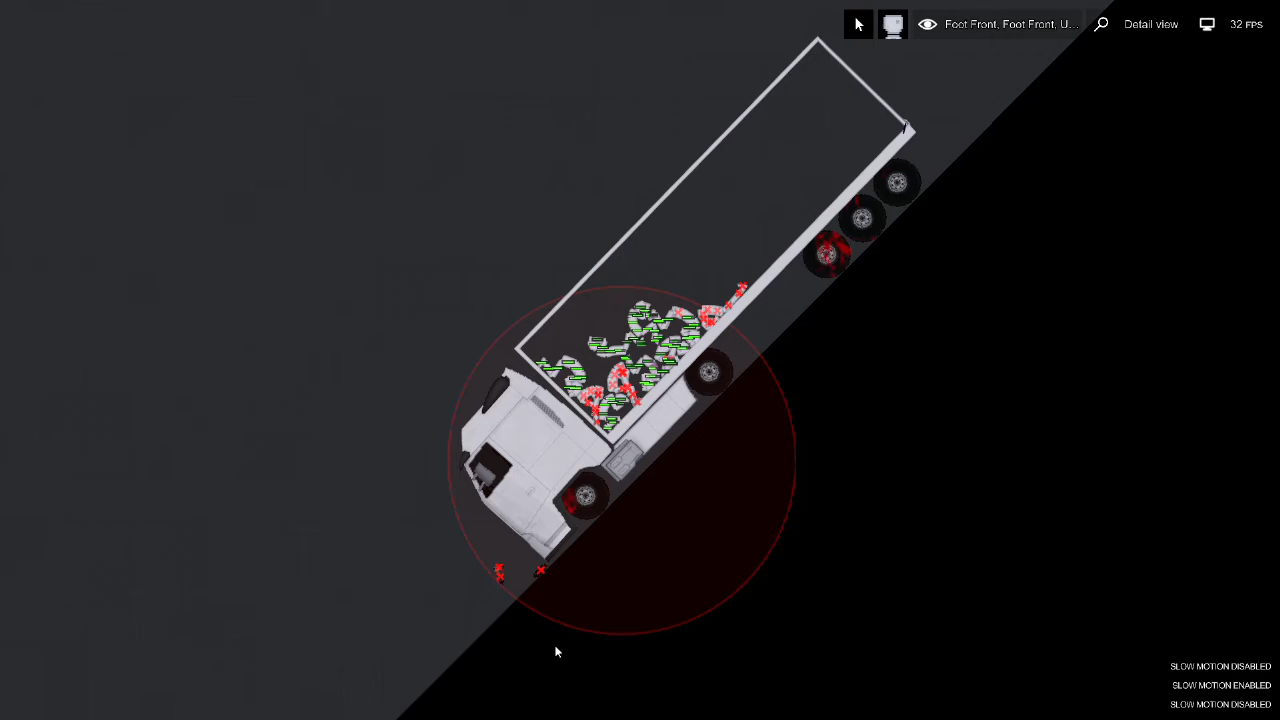 Foot Front, Foot Front, U...
Detail view
32 FPS
SLOW MOTION DISABLED
SLOW MOTION ENABLED
SLOW MOTION DISABLED